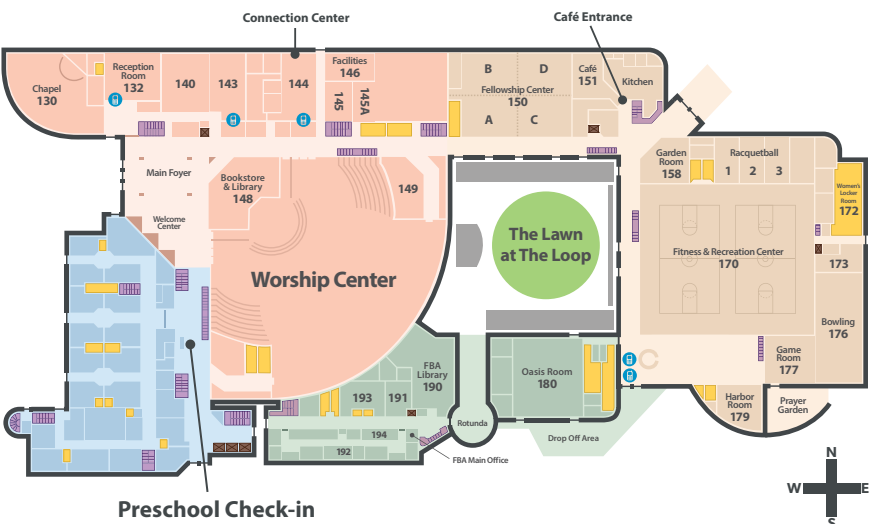 Connection Center
Café Entrance
Chapel
130
Reception
Room
132
140
143
144
Facilities
146
145
145A
B
D
Fellowship Center
150
A
C
Café
151
Kitchen
Main Foyer
Bookstore
& Library
148
149
Welcome
Center
Worship Center
The Lawn
at The Loop
Garden
Room
158
Racquetball
1 2 3
Women's
Locker
Room
172
Fitness & Recreation Center
170
173
Bowling
176
Game
Room
177
Harbor
Room
179
Prayer
Garden
FBA
Library
190
193
191
194
192
Oasis Room
180
Rotunda
Drop Off Area
FBA Main Office
Preschool Check-in
N
W E
S